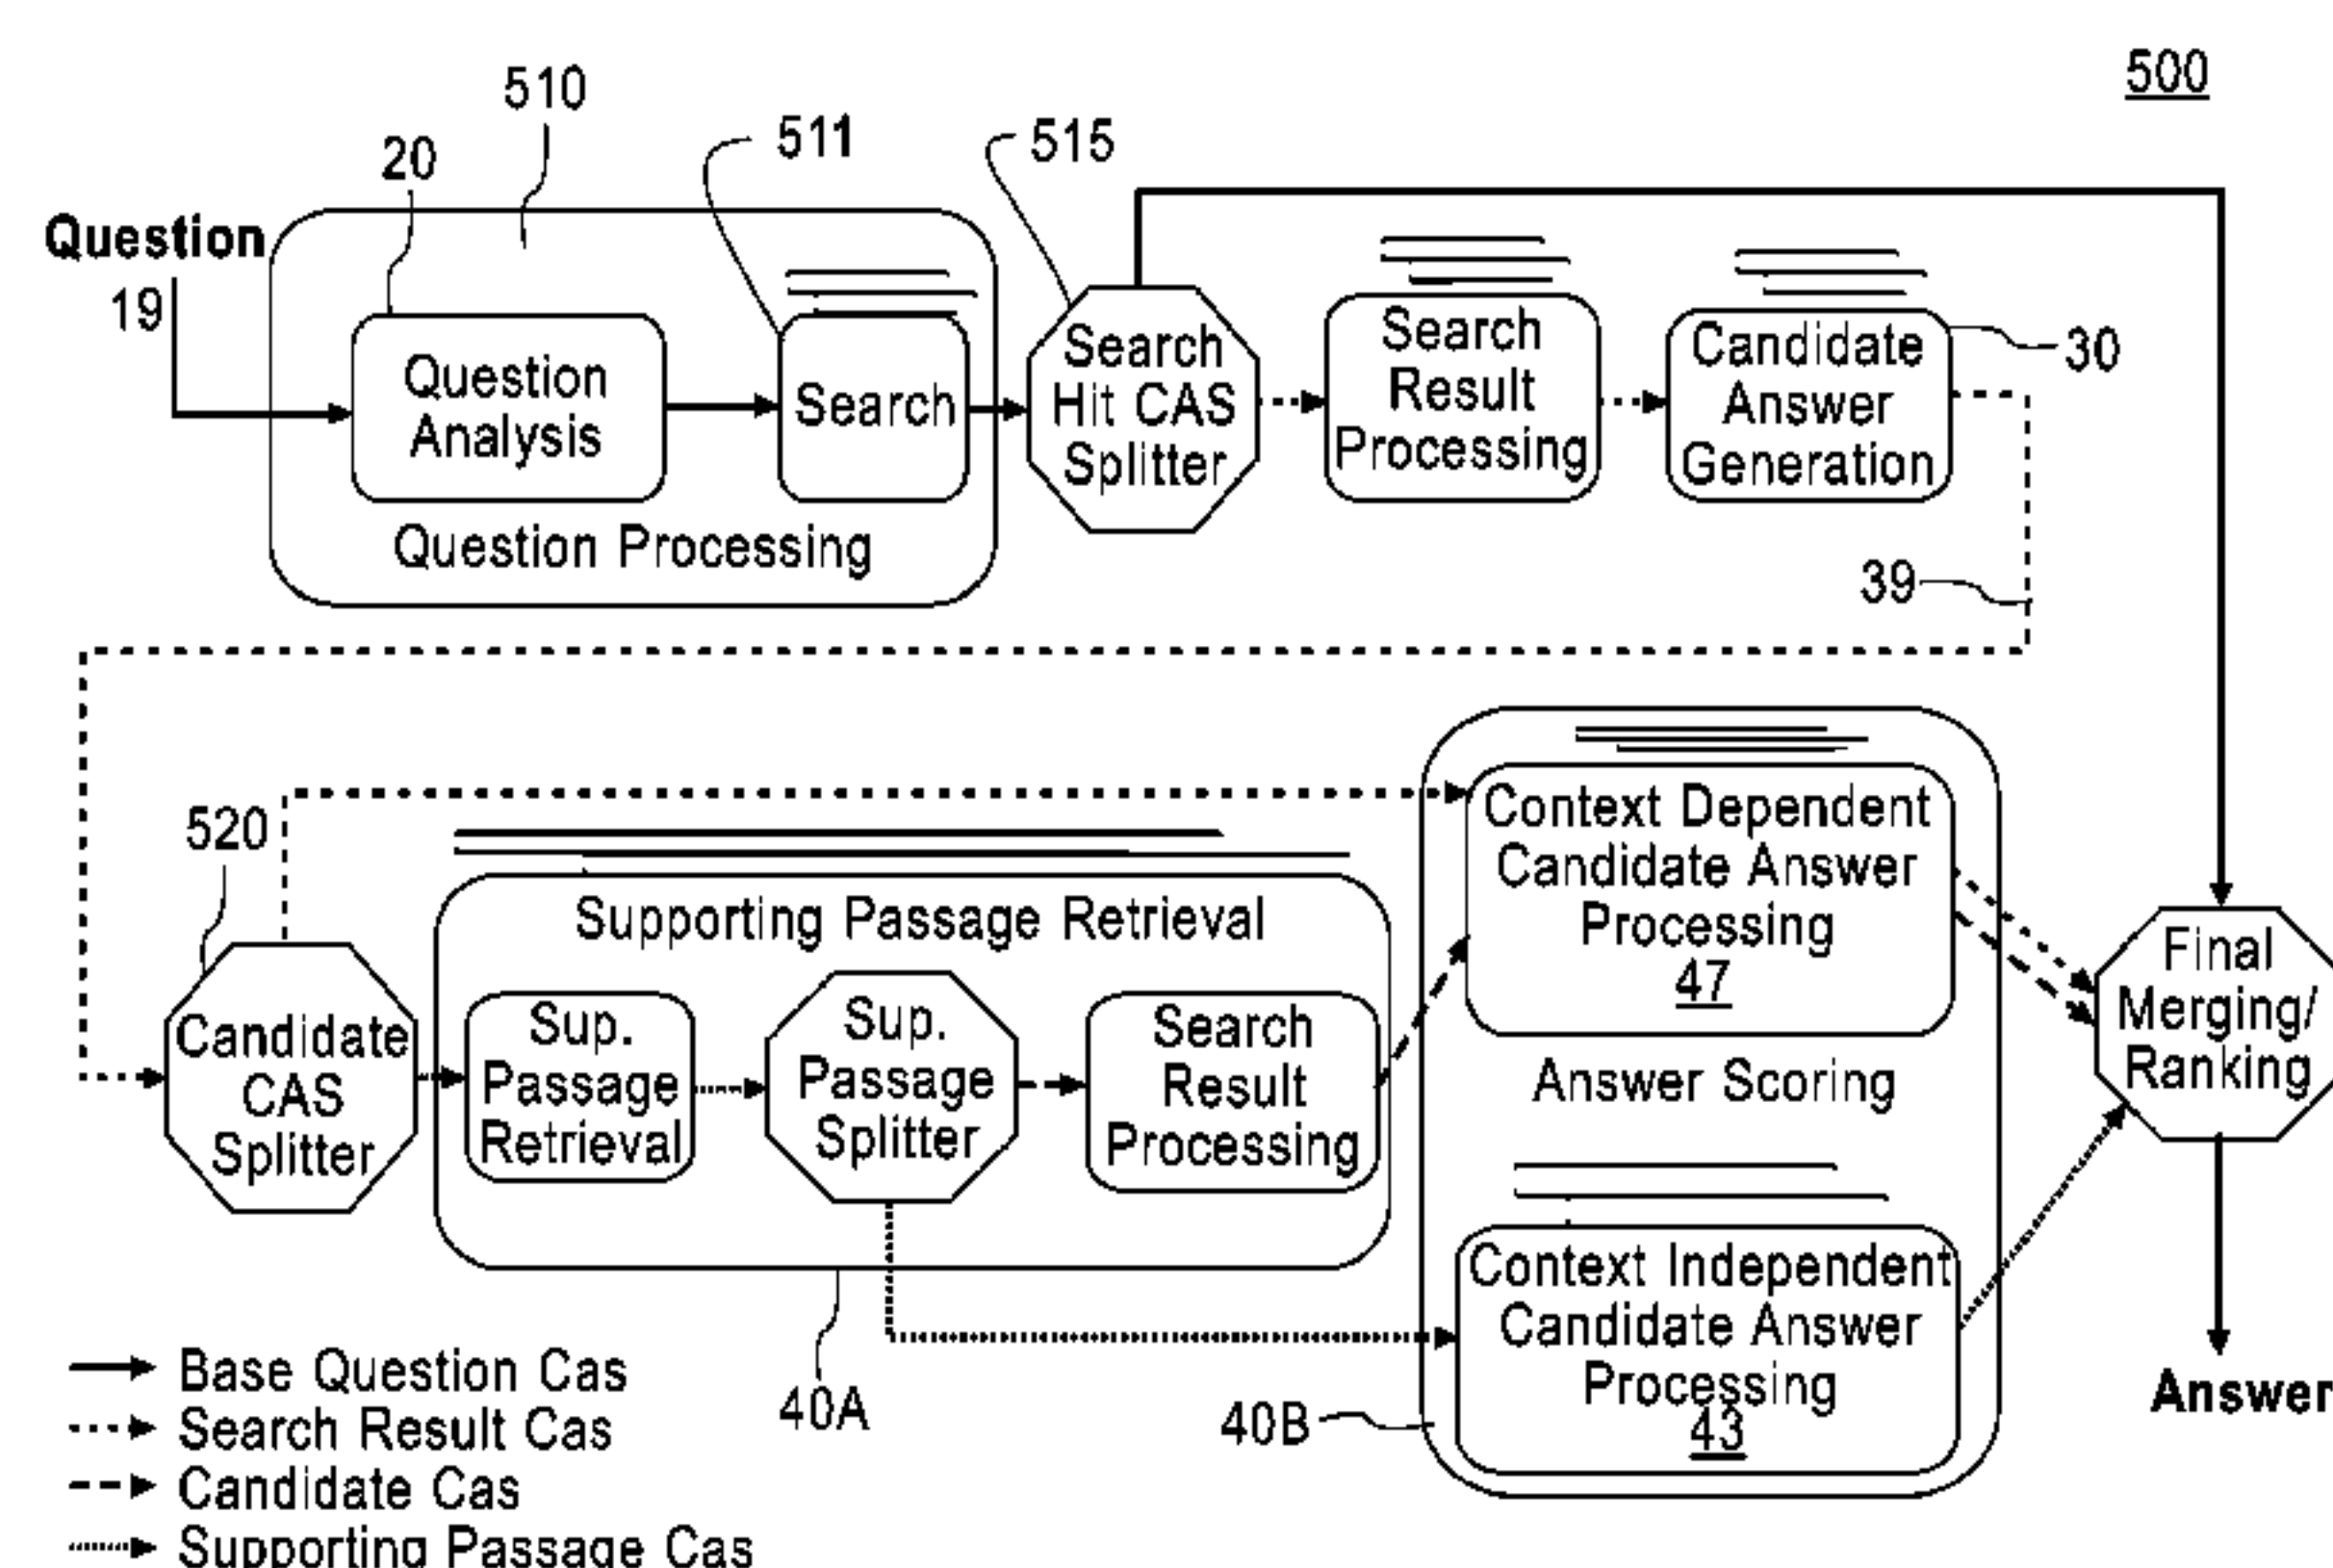 500
510
511
515
20
Question
19
Question
Analysis
Search
Question Processing
Search
Hit CAS
Splitter
Search
Result
Processing
Candidate
Answer
Generation
30
39
520
Candidate
CAS
Splitter
Supporting Passage Retrieval
Sup.
Passage
Retrieval
Sup.
Passage
Splitter
Search
Result
Processing
40A
Context Dependent
Candidate Answer
Processing
47
Answer Scoring
Context Independent
Candidate Answer
Processing
43
40B
Final
Merging/
Ranking
Answer
Base Question Cas
Search Result Cas
Candidate Cas
Supporting Passage Cas